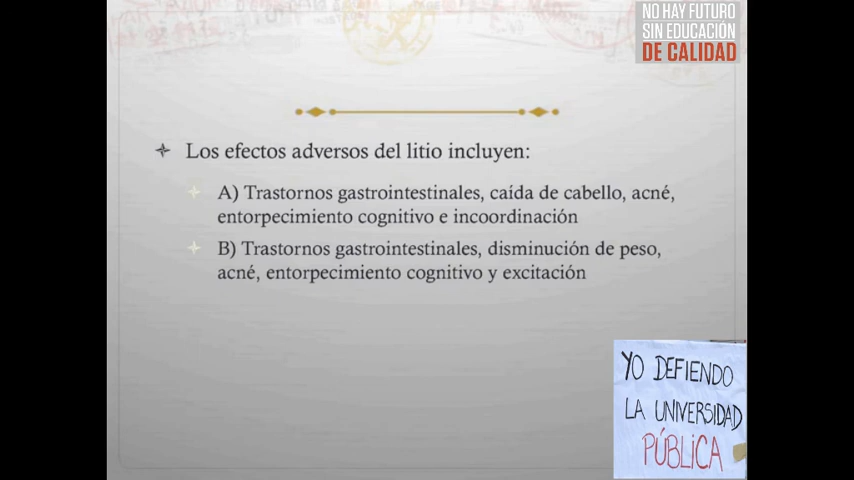 NO HAY FUTURO
SIN EDUCACIÓN
DE CALIDAD
Los efectos adversos del litio incluyen:
A) Trastornos gastrointestinales, caída de cabello, acné,
entorpecimiento cognitivo e incoordinación
B) Trastornos gastrointestinales, disminución de peso,
acné, entorpecimiento cognitivo y excitación
YO DEFIENDO
LA UNIVERSIDAD
PÚBLICA